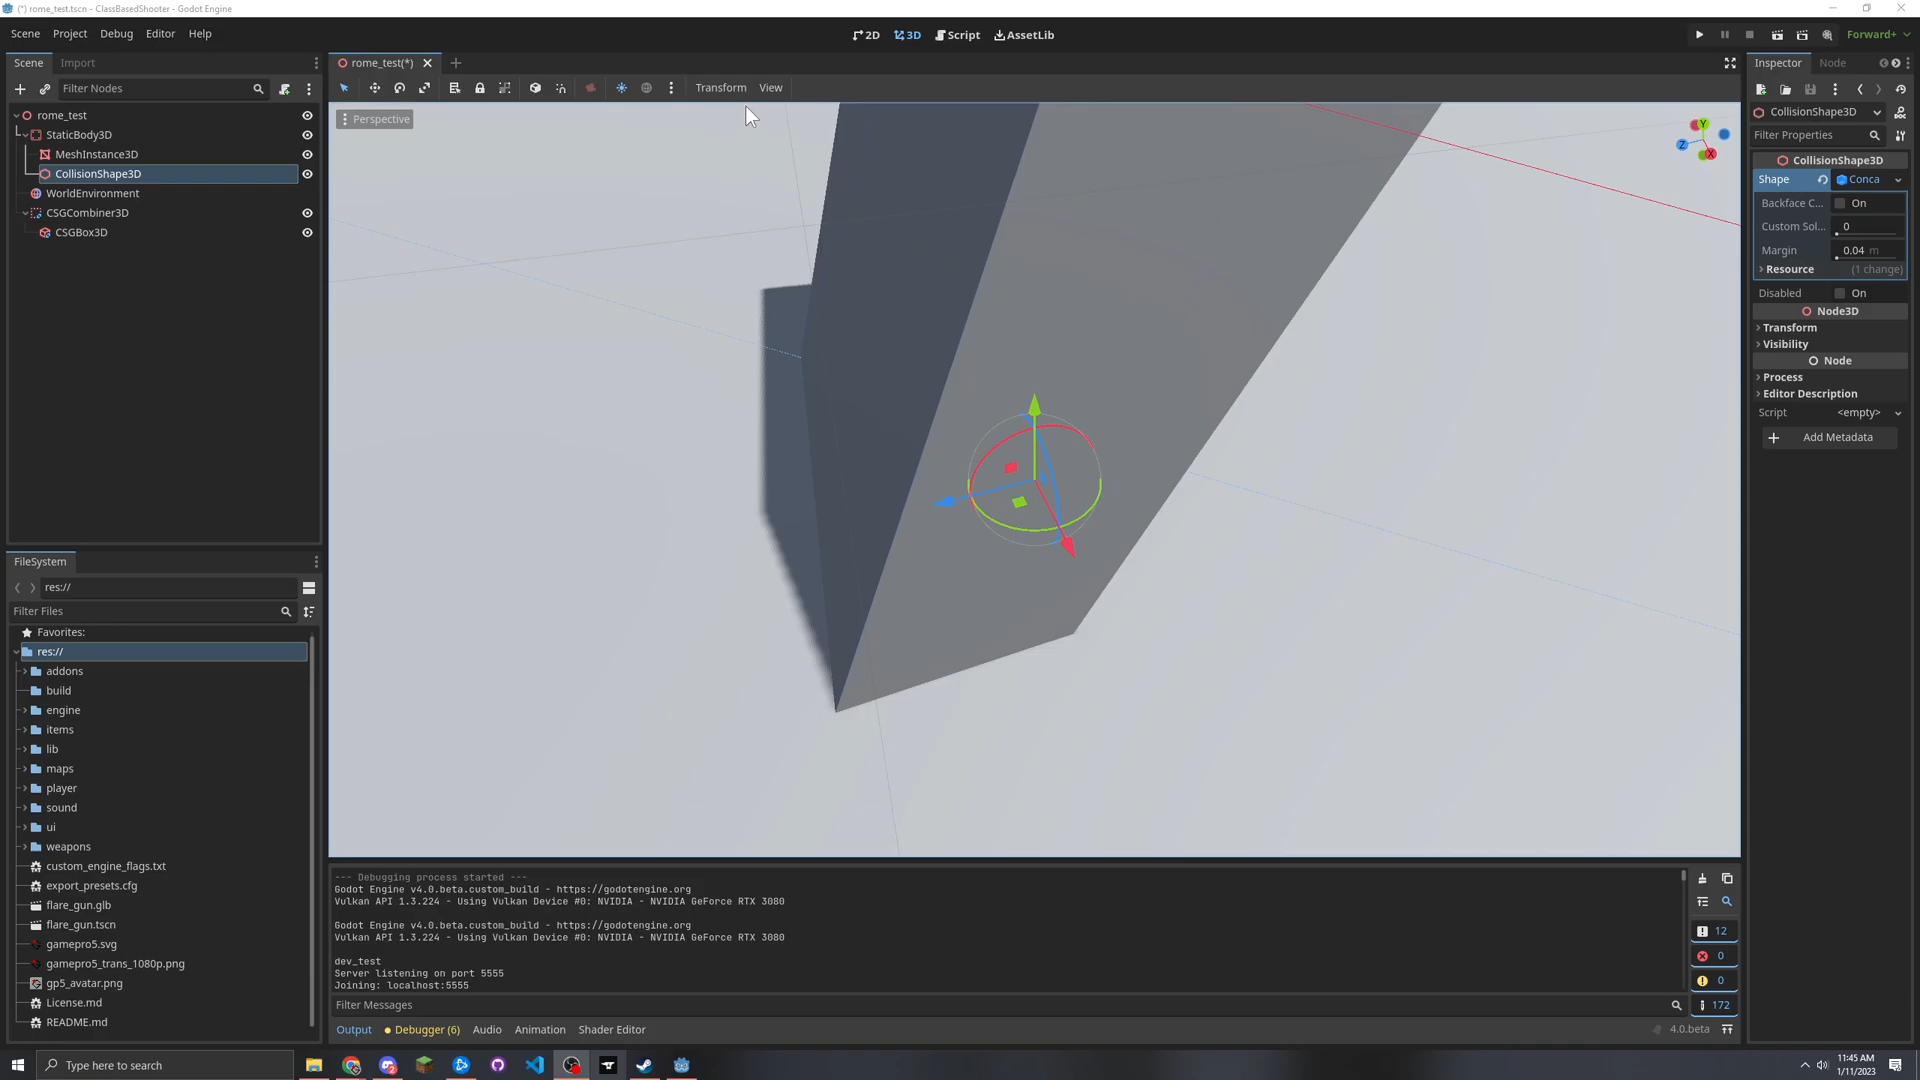 (*) rome_test.tscn - ClassBasedShooter - Godot Engine
Scene Project Debug Editor Help
2D 3D Script AssetLib
Forward+
Scene Import
rome_test(*)
Inspector Node
Filter Nodes
Transform View
rome_test
StaticBody3D
MeshInstance3D
CollisionShape3D
WorldEnvironment
CSGCombiner3D
CSGBox3D
Perspective
Y
Z
X
CollisionShape3D
Filter Properties
CollisionShape3D
Shape Conca
Backface C... On
Custom Sol... 0
Margin 0.04 m
Resource (1 change)
Disabled On
Node3D
Transform
Visibility
Node
Process
Editor Description
Script <empty>
Add Metadata
FileSystem
res://
Filter Files
Favorites:
res://
addons
build
engine
items
lib
maps
player
sound
ui
weapons
custom_engine_flags.txt
export_presets.cfg
flare_gun.glb
flare_gun.tscn
gamepro5.svg
gamepro5_trans_1080p.png
gp5_avatar.png
License.md
README.md
--- Debugging process started ---
Godot Engine v4.0.beta.custom_build - https://godotengine.org
Vulkan API 1.3.224 - Using Vulkan Device #0: NVIDIA - NVIDIA GeForce RTX 3080
Godot Engine v4.0.beta.custom_build - https://godotengine.org
Vulkan API 1.3.224 - Using Vulkan Device #0: NVIDIA - NVIDIA GeForce RTX 3080
dev_test
Server listening on port 5555
Joining: localhost:5555
12
0
0
172
Filter Messages
Output Debugger (6) Audio Animation Shader Editor
4.0.beta
Type here to search
11:45 AM
1/11/2023